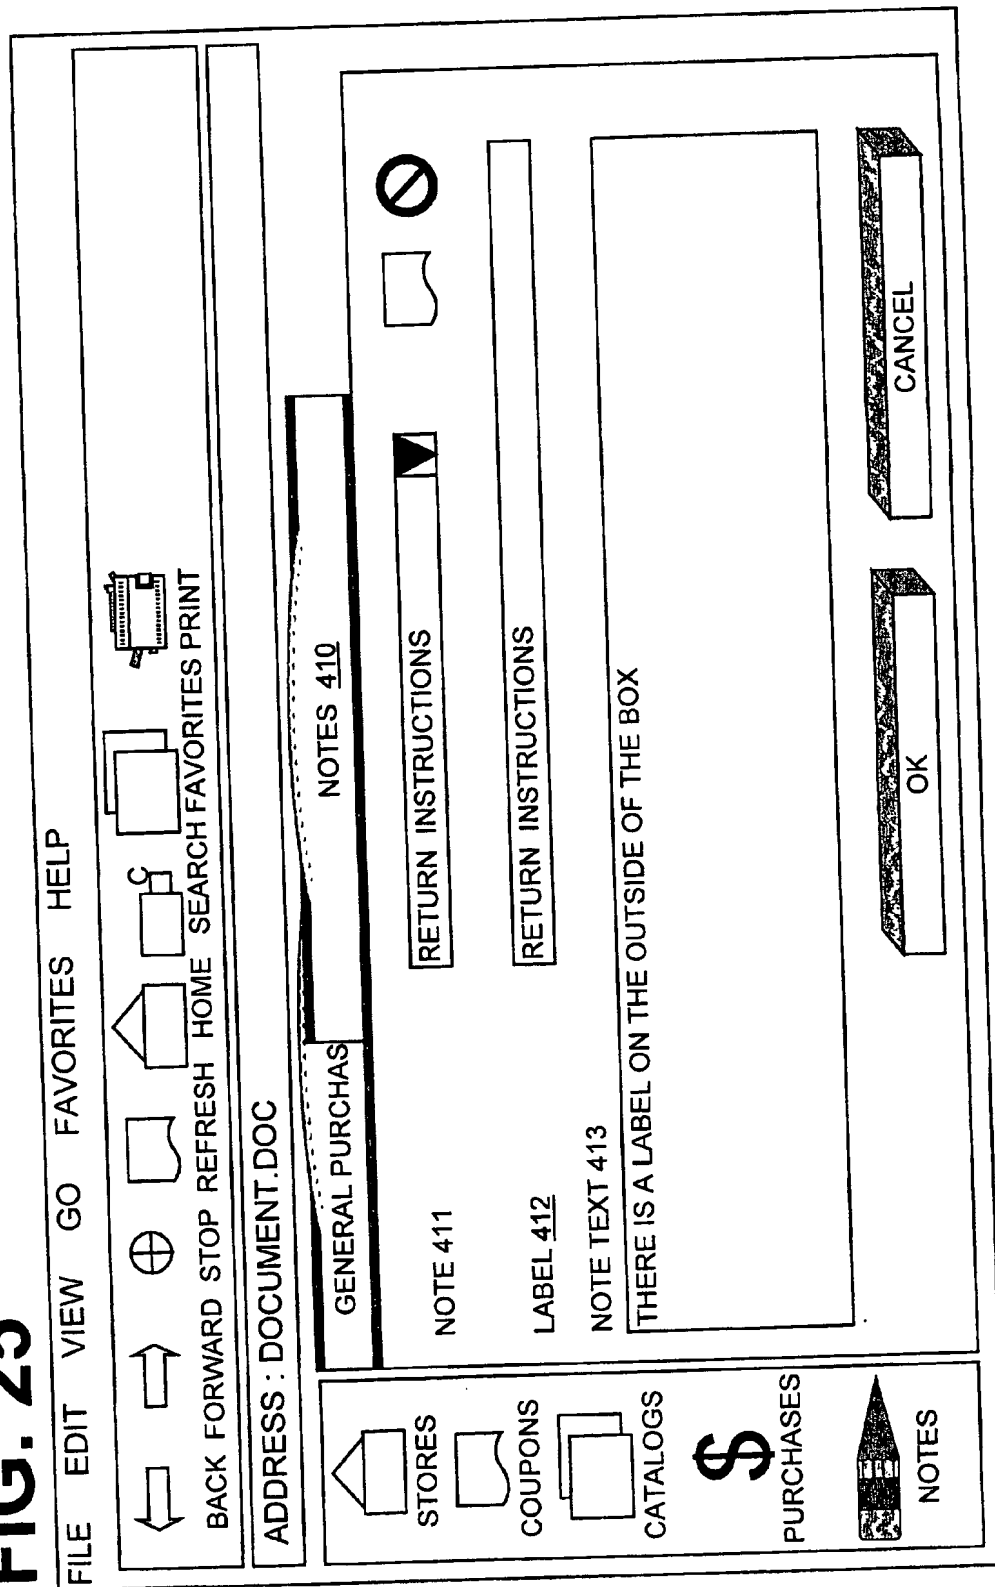 FIG. 25
FILE EDIT VIEW GO FAVORITES HELP
C
BACK FORWARD STOP REFRESH HOME SEARCH FAVORITES PRINT
ADDRESS : DOCUMENT.DOC
STORES
COUPONS
CATALOGS
$
PURCHASES
NOTES
GENERAL PURCHAS
NOTES 410
NOTE 411
RETURN INSTRUCTIONS
LABEL 412
RETURN INSTRUCTIONS
NOTE TEXT 413
THERE IS A LABEL ON THE OUTSIDE OF THE BOX
OK
CANCEL